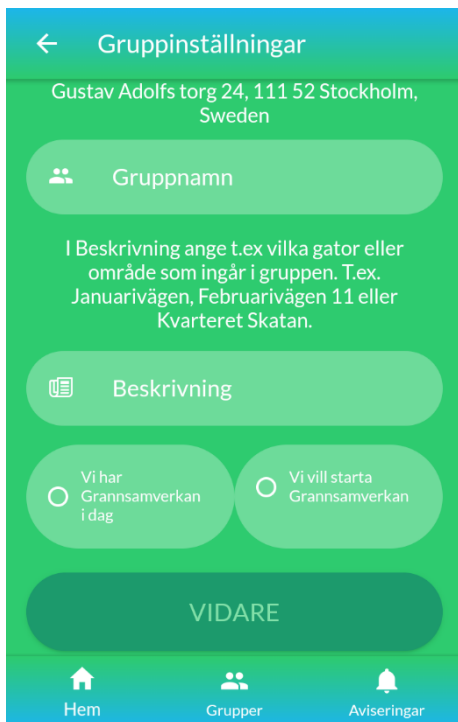 Gruppinställningar
Gustav Adolfs torg 24, 111 52 Stockholm,
Sweden
Gruppnamn
I Beskrivning ange t.ex vilka gator eller
område som ingår i gruppen. T.ex.
Januarivägen, Februarivägen 11 eller
Kvarteret Skatan.
Beskrivning
Vi har
Grannsamverkan
i dag
Vi vill starta
Grannsamverkan
VIDARE
Hem
Grupper
Aviseringar